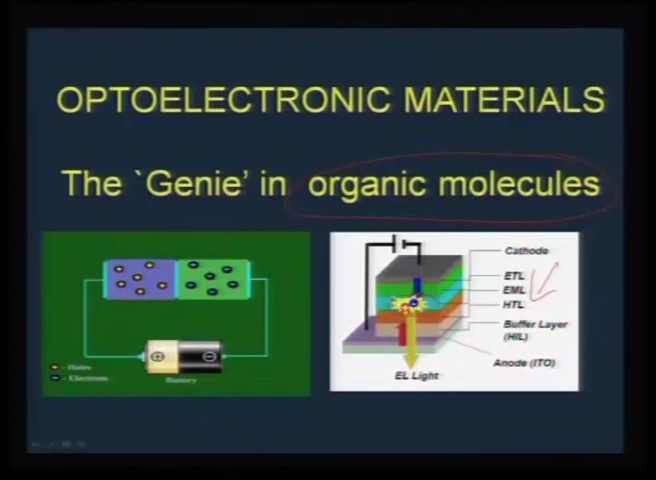 OPTOELECTRONIC MATERIALS
The `Genie' in organic molecules
- Holes
- Electrons
Battery
Cathode
ETL
EML
HTL
Buffer Layer
(HIL)
Anode (ITO)
EL Light